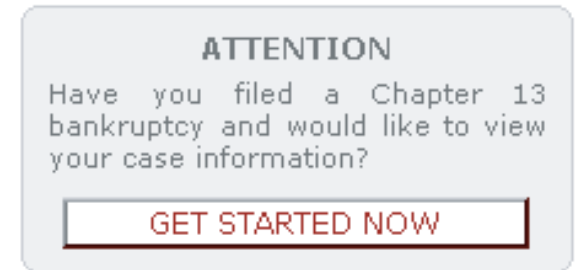 ATTENTION
Have you filed a Chapter 13
bankruptcy and would like to view
your case information?
GET STARTED NOW